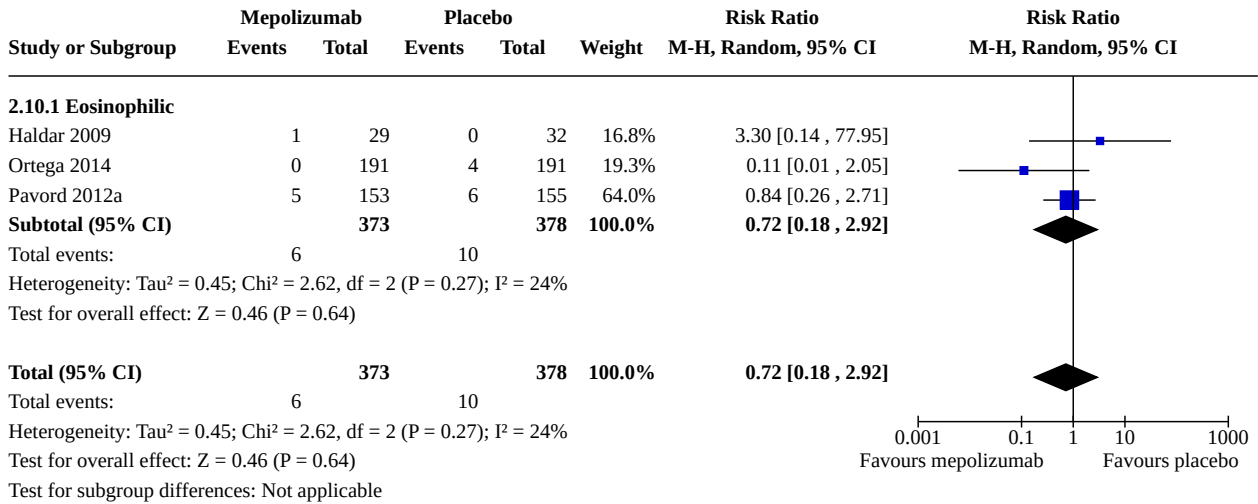 Mepolizumab Placebo Risk Ratio Risk Ratio
Study or Subgroup Events Total Events Total Weight M-H, Random, 95% CI M-H, Random, 95% CI
2.10.1 Eosinophilic
Haldar 2009 1 29 0 32 16.8% 3.30 [0.14 , 77.95]
Ortega 2014 0 191 4 191 19.3% 0.11 [0.01 , 2.05]
Pavord 2012a 5 153 6 155 64.0% 0.84 [0.26 , 2.71]
Subtotal (95% CI) 373 378 100.0% 0.72 [0.18 , 2.92]
Total events: 6 10
Heterogeneity: Tau² = 0.45; Chi² = 2.62, df = 2 (P = 0.27); I² = 24%
Test for overall effect: Z = 0.46 (P = 0.64)
Total (95% CI) 373 378 100.0% 0.72 [0.18 , 2.92]
Total events: 6 10
Heterogeneity: Tau² = 0.45; Chi² = 2.62, df = 2 (P = 0.27); I² = 24%
0.001 0.1 1 10 1000
Test for overall effect: Z = 0.46 (P = 0.64) Favours mepolizumab Favours placebo
Test for subgroup differences: Not applicable